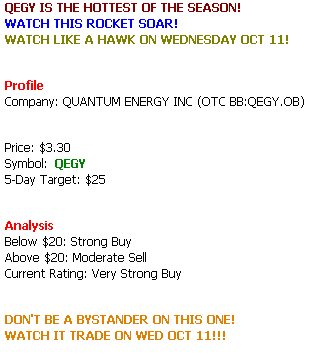 QEGY IS THE HOTTEST OF THE SEASON!
WATCH THIS ROCKET SOAR!
WATCH LIKE A HAWK ON WEDNESDAY OCT 11!
Profile
Company: QUANTUM ENERGY INC (OTC BB:QEGY.OB)
Price: $3.30
Symbol: QEGY
5-Day Target: $25
Analysis
Below $20: Strong Buy
Above $20: Moderate Sell
Current Rating: Very Strong Buy
DON'T BE A BYSTANDER ON THIS ONE!
WATCH IT TRADE ON WED OCT 11!!!